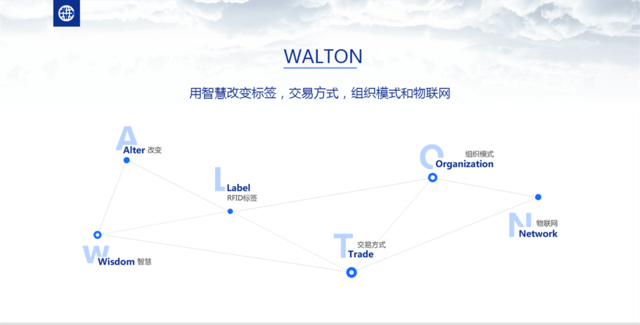 WALTON
用智慧改变标签，交易方式，组织模式和物联网
A
Alter 改变
L
Label
RFID标签
O
组织模式
Organization
W
Wisdom 智慧
T
交易方式
Trade
N
物联网
Network